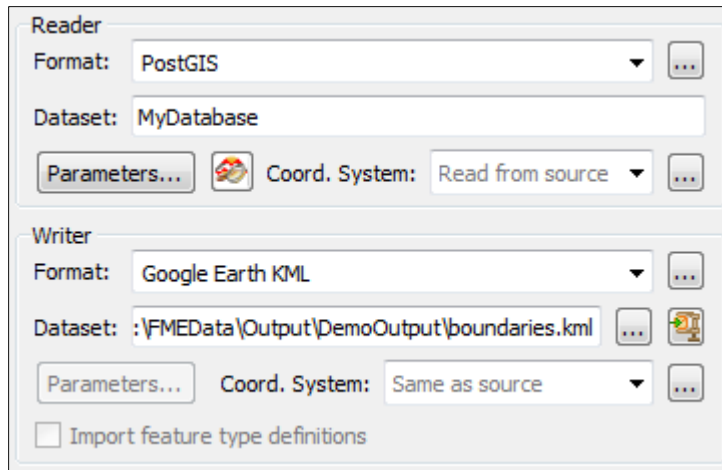 Reader
Format: PostGIS ...
Dataset: MyDatabase
Parameters... Coord. System: Read from source ...
Writer
Format: Google Earth KML ...
Dataset: :\FMEData\Output\DemoOutput\boundaries.kml ...
Parameters... Coord. System: Same as source ...
Import feature type definitions